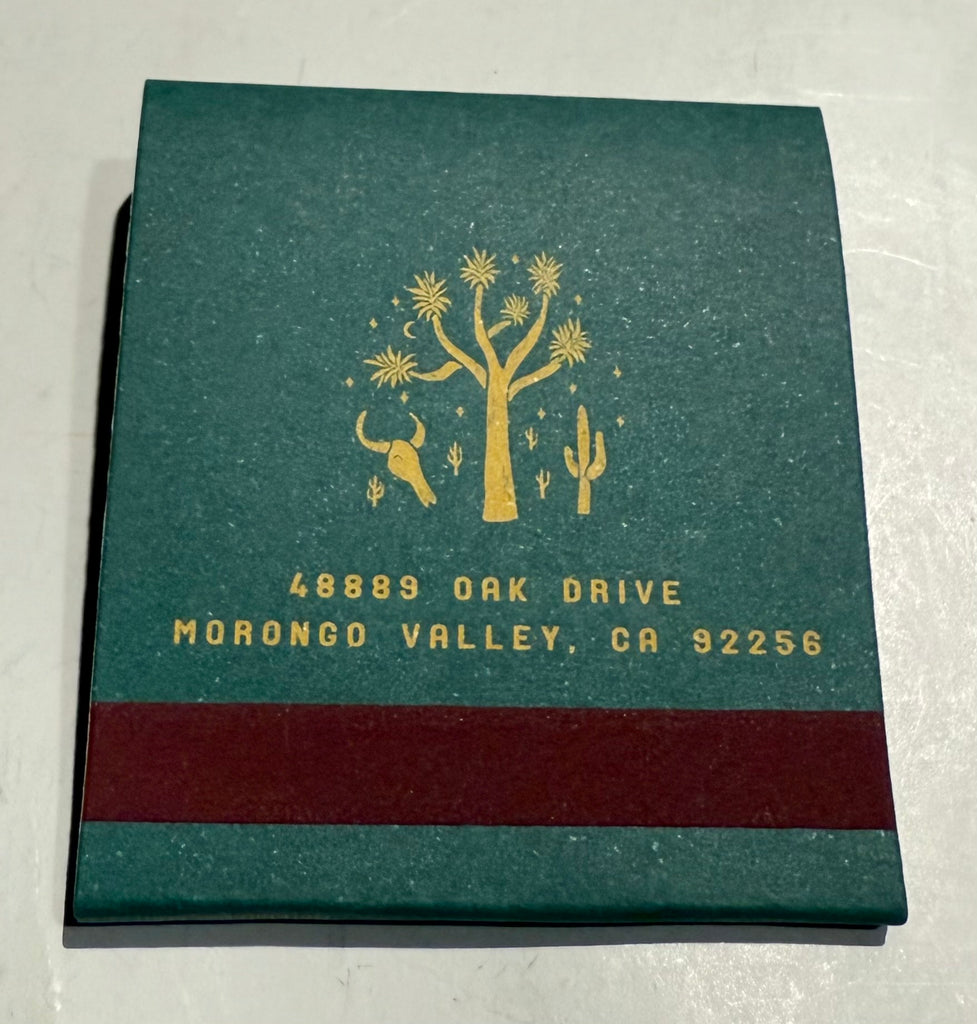 48889 OAK DRIVE
MORONGO VALLEY, CA 92256